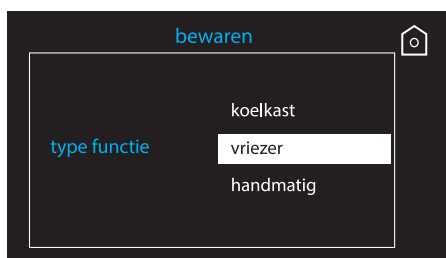 bewaren
koelkast
type functie
vriezer
handmatig